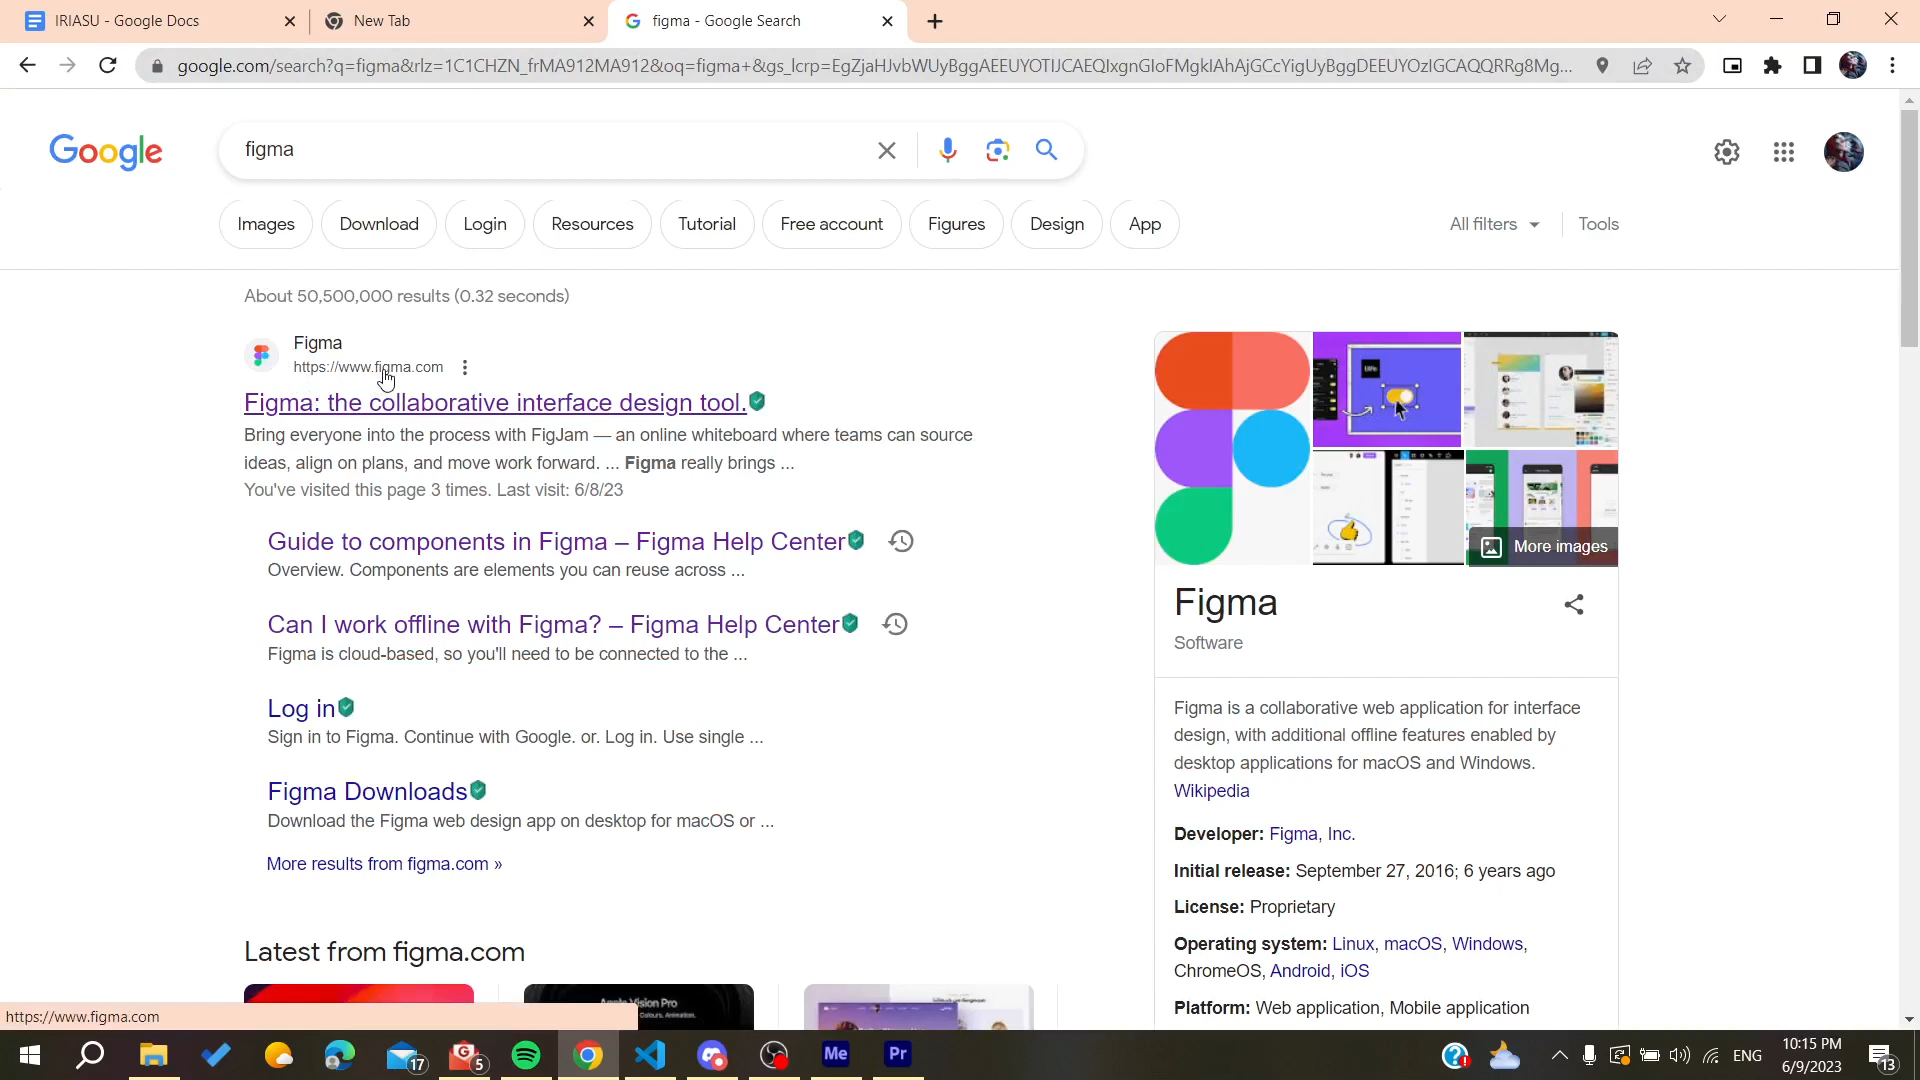 IRIASU - Google Docs
New Tab
figma - Google Search
google.com/search?q=figma&rlz=1C1CHZN_frMA912MA912&oq=figma+&gs_lcrp=EgZjaHJvbWUyBggAEEUYOTIJCAEQIxgnGIoFMgkIAhAjGCcYigUyBggDEEUYOzIGCAQQRRg8Mg...
Google
figma
Images
Download
Login
Resources
Tutorial
Free account
Figures
Design
App
All filters
Tools
About 50,500,000 results (0.32 seconds)
Figma
https://www.figma.com
Figma: the collaborative interface design tool.
Bring everyone into the process with FigJam — an online whiteboard where teams can source
ideas, align on plans, and move work forward. ... Figma really brings ...
You've visited this page 3 times. Last visit: 6/8/23
Guide to components in Figma – Figma Help Center
Overview. Components are elements you can reuse across ...
Can I work offline with Figma? – Figma Help Center
Figma is cloud-based, so you'll need to be connected to the ...
Log in
Sign in to Figma. Continue with Google. or. Log in. Use single ...
Figma Downloads
Download the Figma web design app on desktop for macOS or ...
More results from figma.com »
Latest from figma.com
Apple Vision Pro
More images
Figma
Software
Figma is a collaborative web application for interface
design, with additional offline features enabled by
desktop applications for macOS and Windows.
Wikipedia
Developer: Figma, Inc.
Initial release: September 27, 2016; 6 years ago
License: Proprietary
Operating system: Linux, macOS, Windows,
ChromeOS, Android, iOS
Platform: Web application, Mobile application
https://www.figma.com
17
5
Me
Pr
ENG
10:15 PM
6/9/2023
13